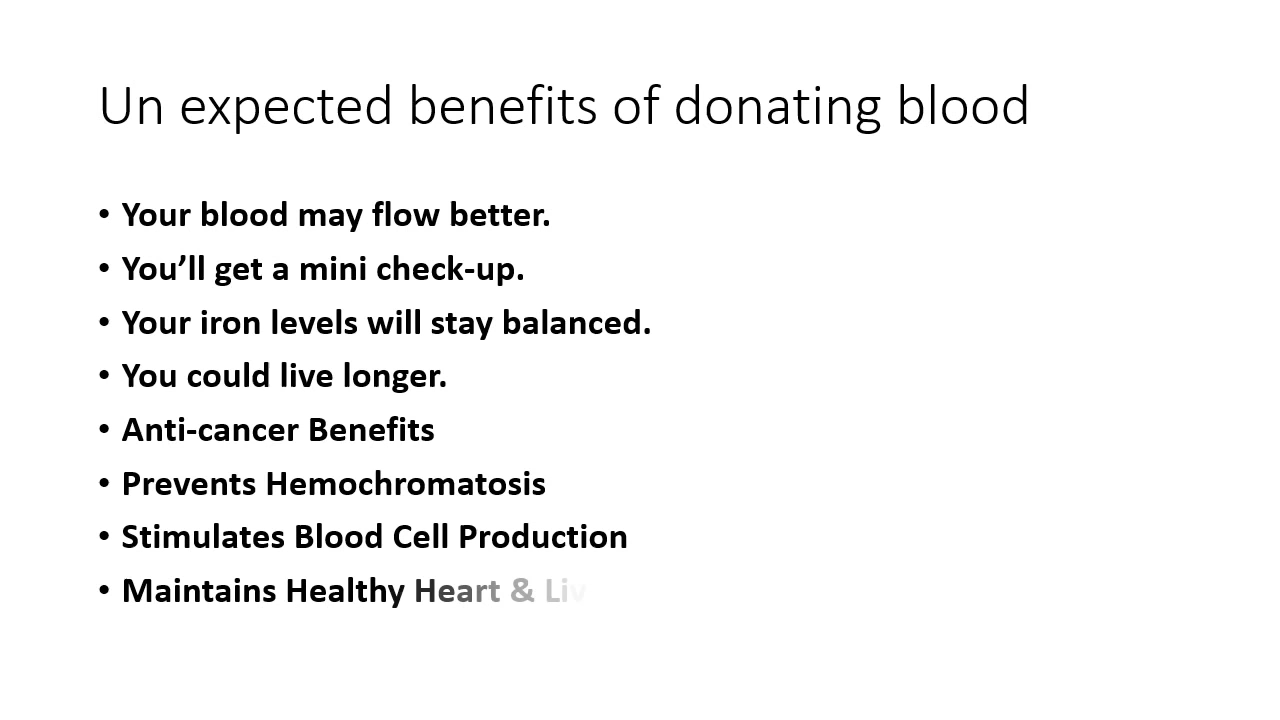 Un expected benefits of donating blood
• Your blood may flow better.
• You’ll get a mini check-up.
• Your iron levels will stay balanced.
• You could live longer.
• Anti-cancer Benefits
• Prevents Hemochromatosis
• Stimulates Blood Cell Production
• Maintains Healthy Heart &